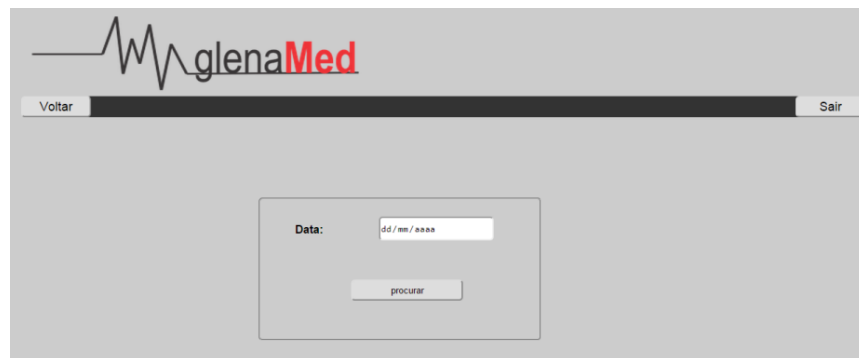 glenaMed
Voltar
Sair
Data:
dd/mm/aaaa
procurar